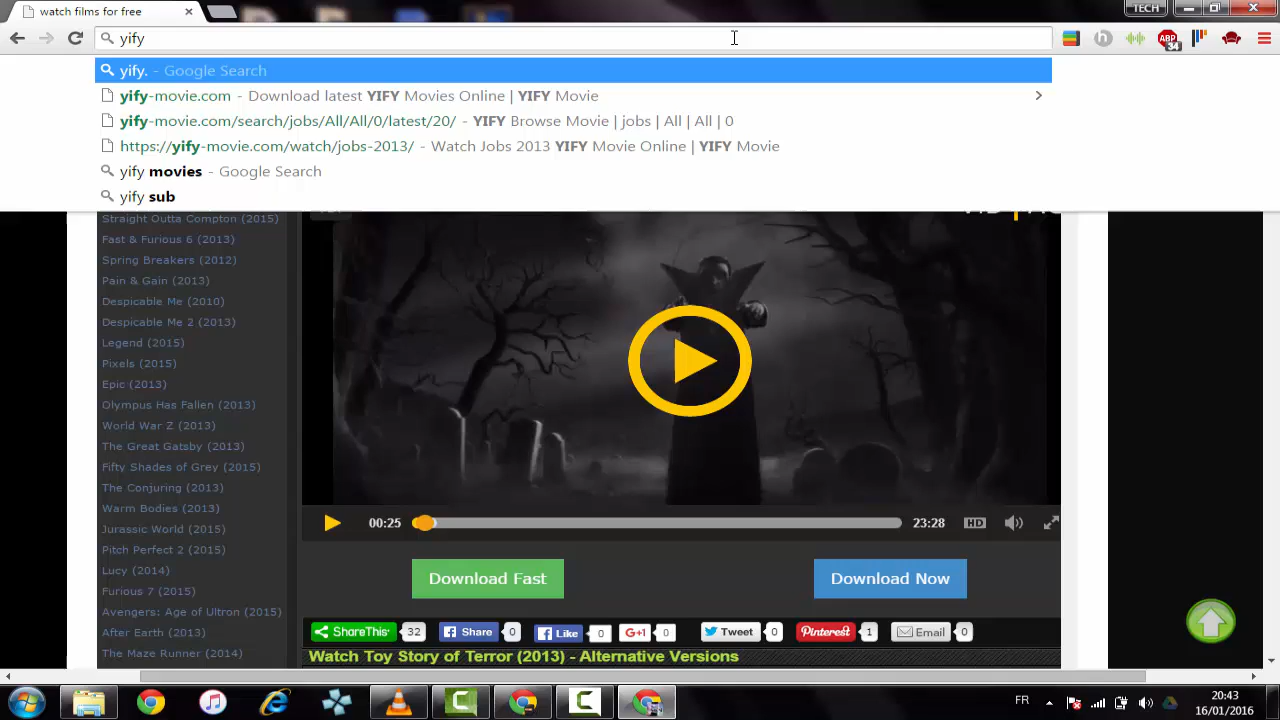 watch films for free
TECH
yify
ABP
34
yify. - Google Search
yify-movie.com - Download latest YIFY Movies Online | YIFY Movie
yify-movie.com/search/jobs/All/All/0/latest/20/ - YIFY Browse Movie | jobs | All | All | 0
https://yify-movie.com/watch/jobs-2013/ - Watch Jobs 2013 YIFY Movie Online | YIFY Movie
yify movies - Google Search
yify sub
Straight Outta Compton (2015)
Fast & Furious 6 (2013)
Spring Breakers (2012)
Pain & Gain (2013)
Despicable Me (2010)
Despicable Me 2 (2013)
Legend (2015)
Pixels (2015)
Epic (2013)
Olympus Has Fallen (2013)
World War Z (2013)
The Great Gatsby (2013)
Fifty Shades of Grey (2015)
The Conjuring (2013)
Warm Bodies (2013)
Jurassic World (2015)
Pitch Perfect 2 (2015)
Lucy (2014)
Furious 7 (2015)
Avengers: Age of Ultron (2015)
After Earth (2013)
The Maze Runner (2014)
00:25
23:28
HD
Download Fast
Download Now
ShareThis 32
Share 0
Like 0
G+1 0
Tweet 0
Pinterest 1
Email 0
Watch Toy Story of Terror (2013) - Alternative Versions
FR
20:43
16/01/2016